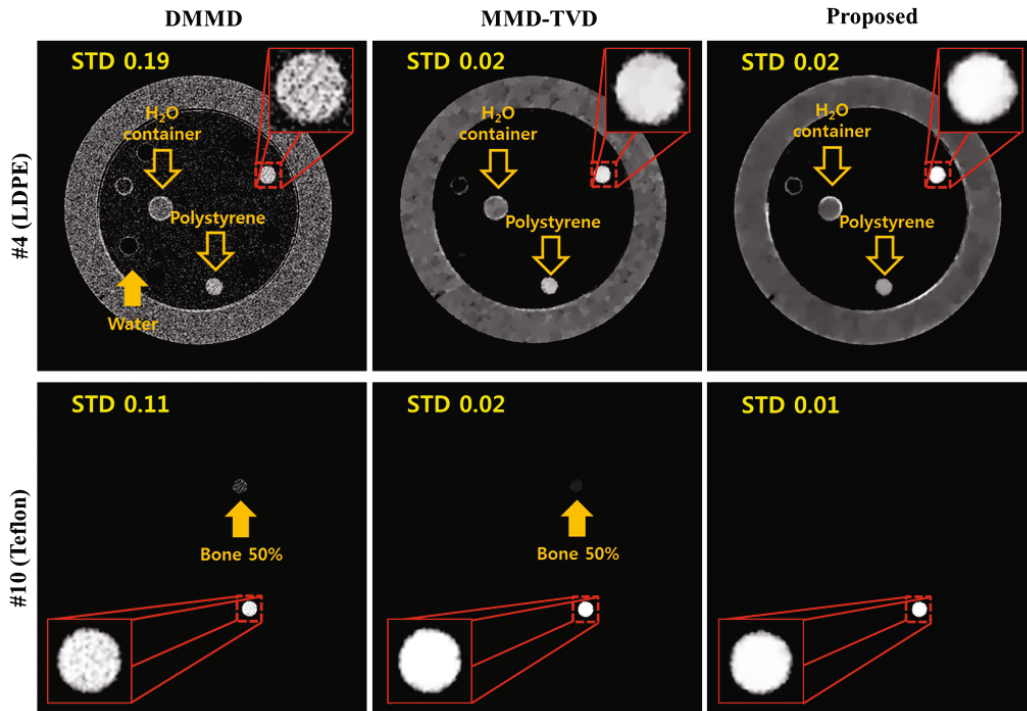 DMMD
MMD-TVD
Proposed
#4 (LDPE)
STD 0.19
H₂O
container
Polystyrene
Water
STD 0.02
H₂O
container
Polystyrene
STD 0.02
H₂O
container
Polystyrene
#10 (Teflon)
STD 0.11
Bone 50%
STD 0.02
Bone 50%
STD 0.01